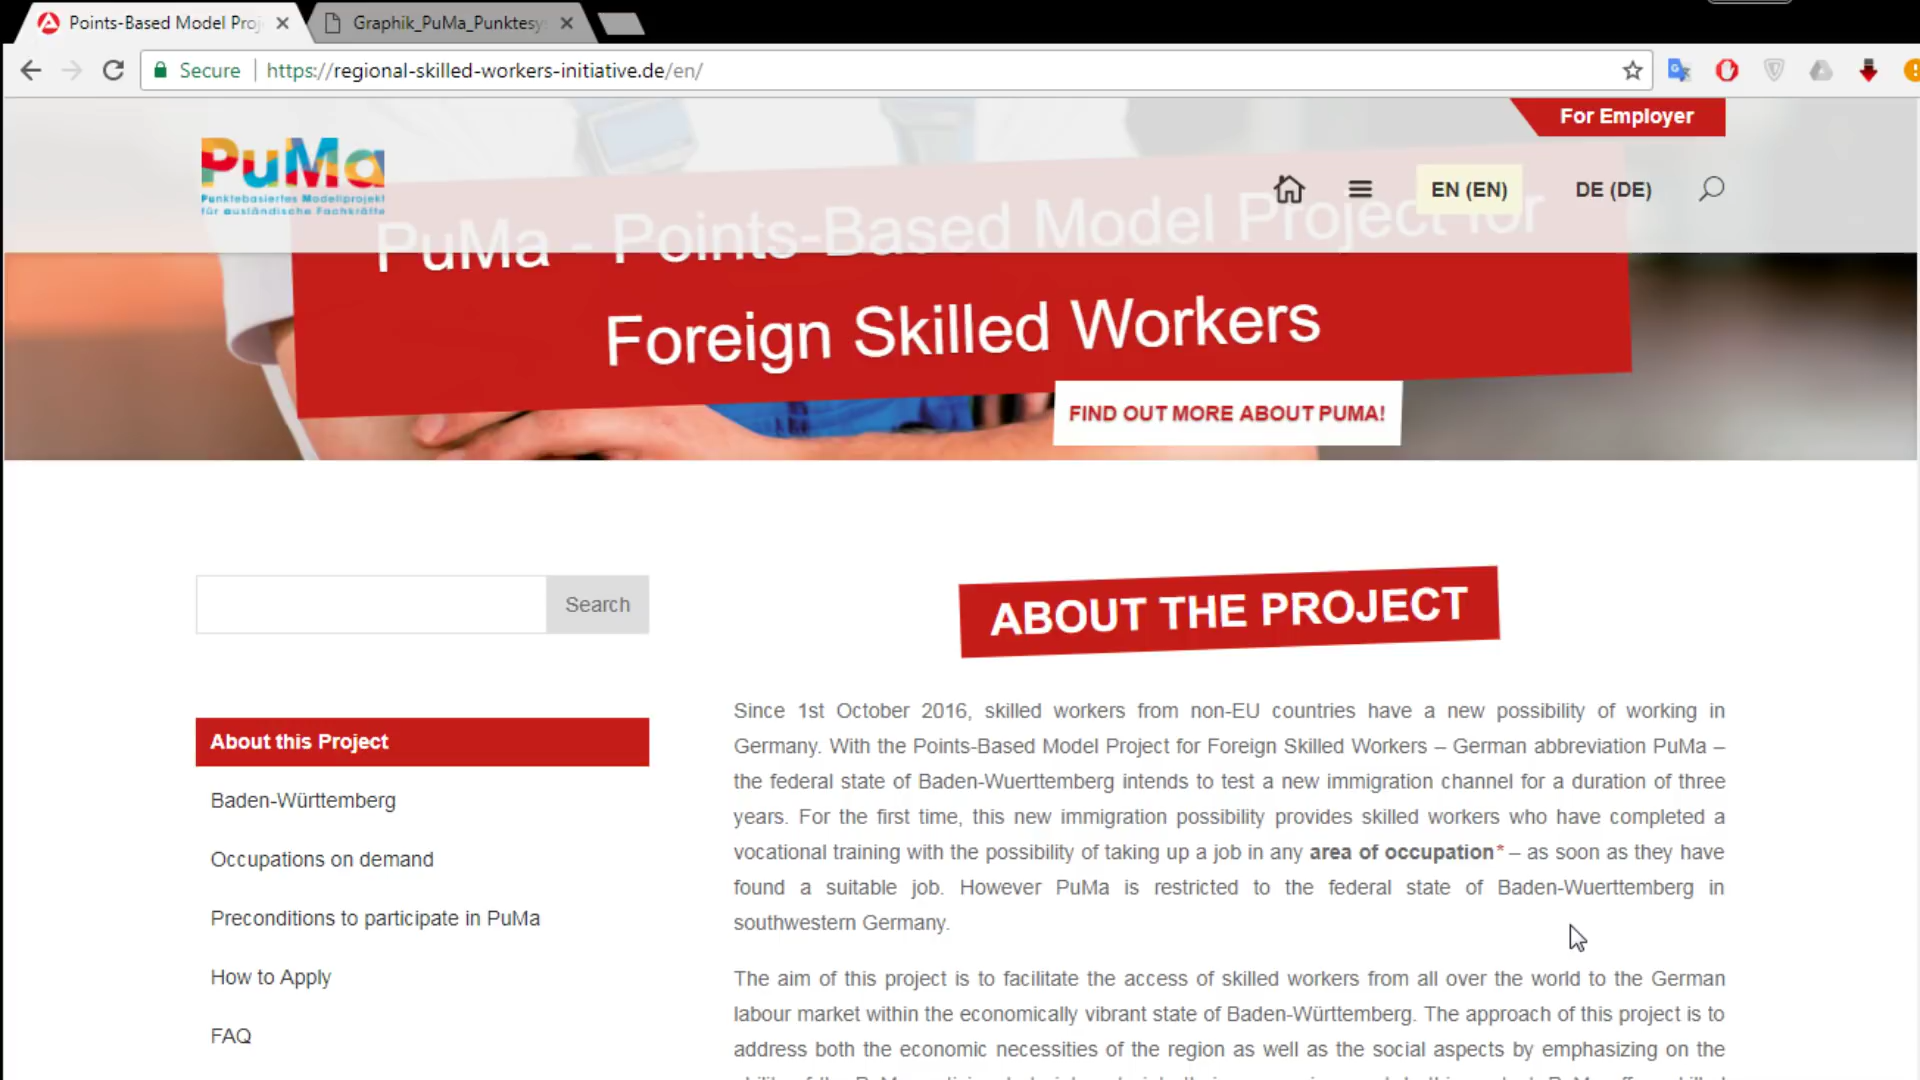 Points-Based Model Proj
Graphik_PuMa_Punktesy
Secure
https://regional-skilled-workers-initiative.de/en/
For Employer
PuMa
Punktebasiertes Modellprojekt
für ausländische Fachkräfte
EN (EN)
DE (DE)
PuMa - Points-Based Model Project for
Foreign Skilled Workers
FIND OUT MORE ABOUT PUMA!
Search
ABOUT THE PROJECT
About this Project
Baden-Württemberg
Occupations on demand
Preconditions to participate in PuMa
How to Apply
FAQ
Since 1st October 2016, skilled workers from non-EU countries have a new possibility of working in
Germany. With the Points-Based Model Project for Foreign Skilled Workers – German abbreviation PuMa –
the federal state of Baden-Wuerttemberg intends to test a new immigration channel for a duration of three
years. For the first time, this new immigration possibility provides skilled workers who have completed a
vocational training with the possibility of taking up a job in any area of occupation* – as soon as they have
found a suitable job. However PuMa is restricted to the federal state of Baden-Wuerttemberg in
southwestern Germany.
The aim of this project is to facilitate the access of skilled workers from all over the world to the German
labour market within the economically vibrant state of Baden-Württemberg. The approach of this project is to
address both the economic necessities of the region as well as the social aspects by emphasizing on the